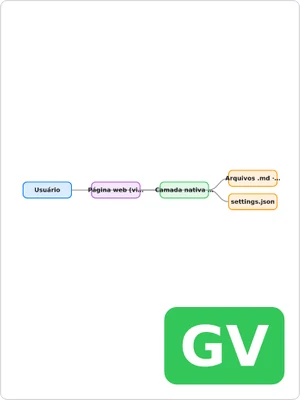 Usuário
Página web (vi...
Camada nativa ...
Arquivos .md -...
settings.json
GV